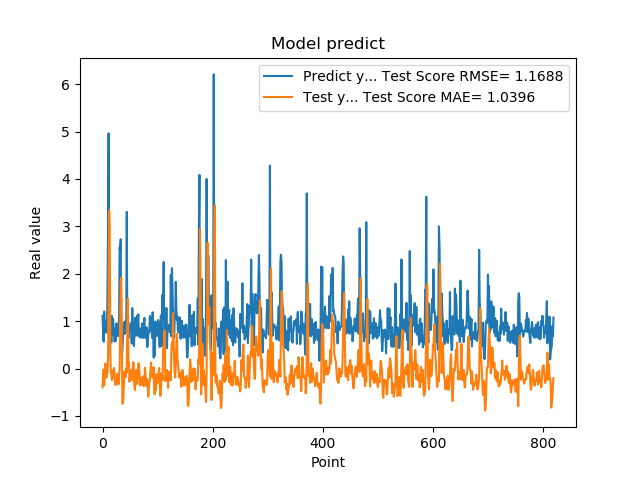 Model predict
Predict y... Test Score RMSE= 1.1688
Test y... Test Score MAE= 1.0396
Real value
6
5
4
3
2
1
0
−1
0 200 400 600 800
Point